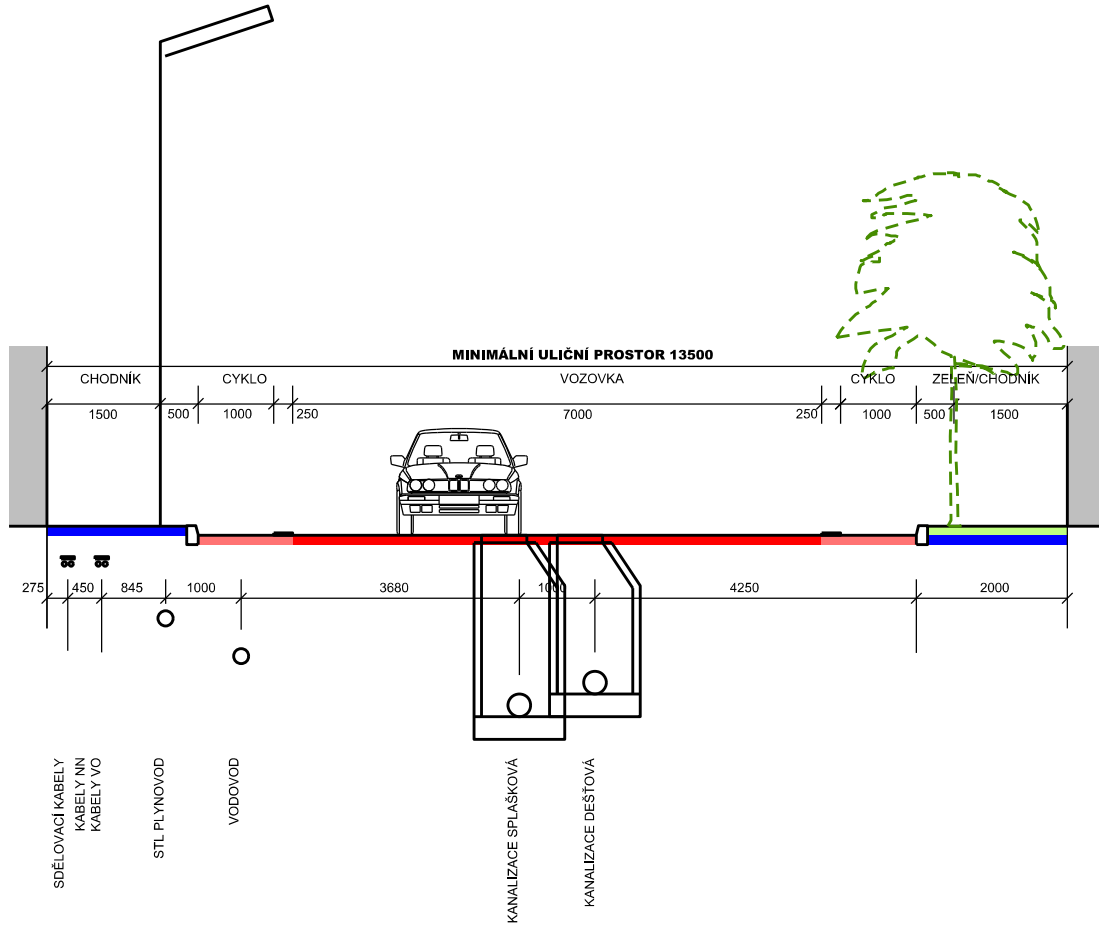 MINIMÁLNÍ ULIČNÍ PROSTOR 13500
CHODNÍK CYKLO VOZOVKA CYKLO ZELEŇ/CHODNÍK
1500 500 1000 250 7000 250 1000 500 1500
275 450 845 1000 3680 1000 4250 2000
SDĚLOVACÍ KABELY
KABELY NN
KABELY VO
STL PLYNOVOD
VODOVOD
KANALIZACE SPLAŠKOVÁ
KANALIZACE DEŠŤOVÁ